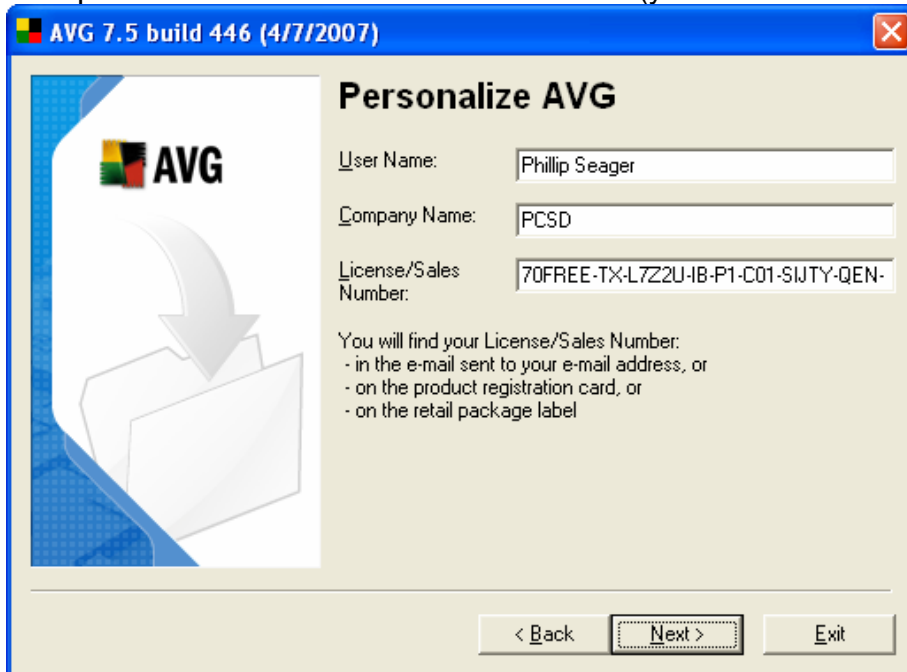 AVG 7.5 build 446 (4/7/2007)
Personalize AVG
AVG
User Name:
Phillip Seager
Company Name:
PCSD
License/Sales
Number:
70FREE-TX-L7Z2U-IB-P1-C01-SIJTY-QEN-
You will find your License/Sales Number:
- in the e-mail sent to your e-mail address, or
- on the product registration card, or
- on the retail package label
< Back
Next >
Exit